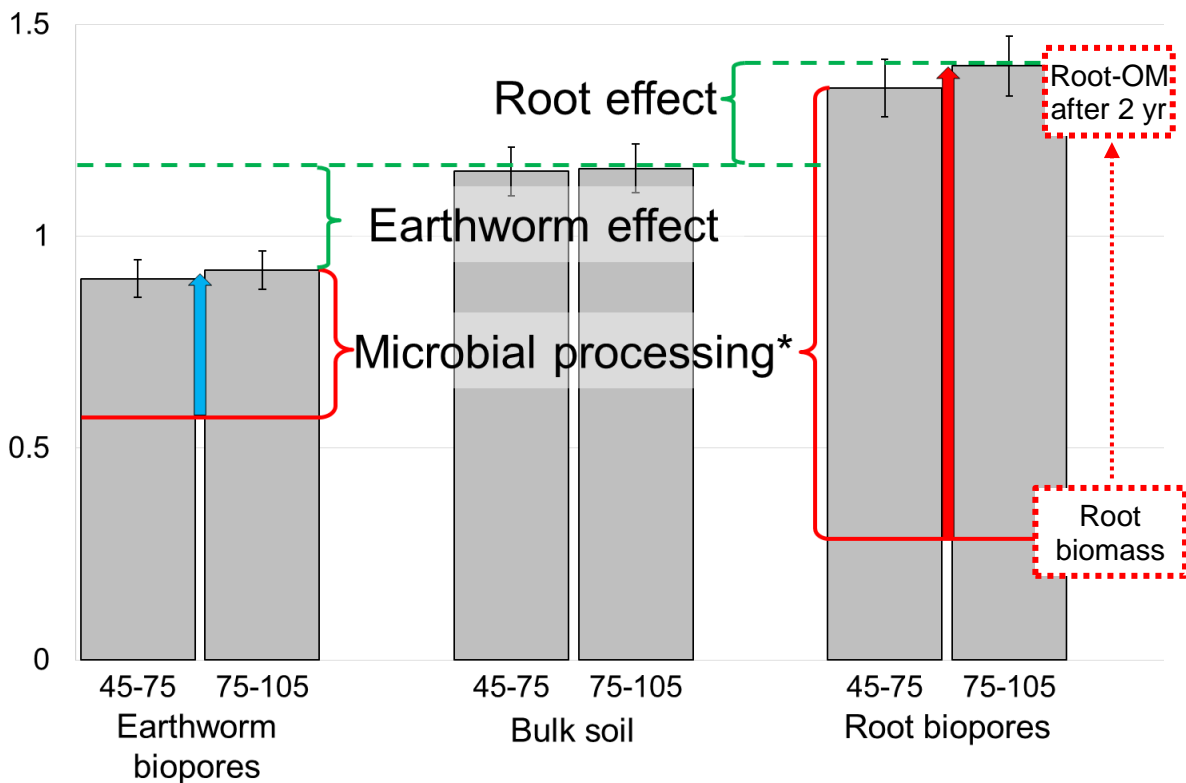 1.5
Root effect
Root-OM
after 2 yr
Earthworm effect
1
Microbial processing*
0.5
Root
biomass
0
45-75 75-105 45-75 75-105 45-75 75-105
Earthworm
biopores
Bulk soil
Root biopores